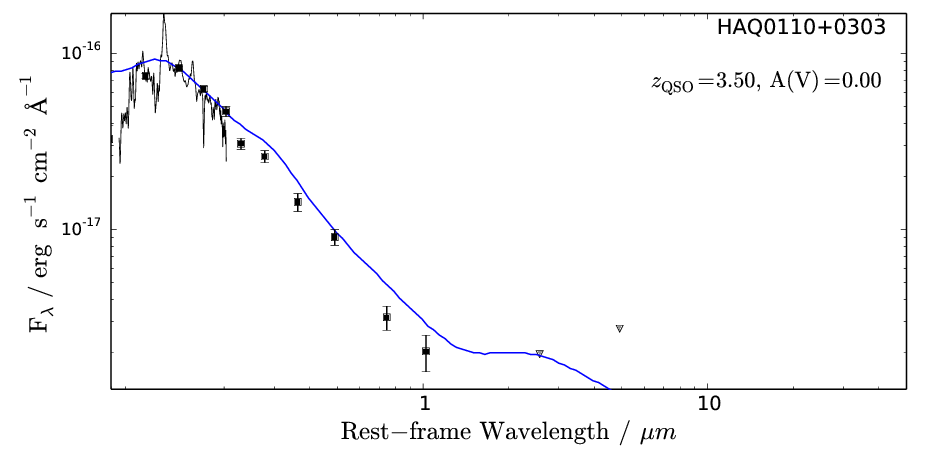 HAQ0110+0303
z_QSO=3.50, A(V)=0.00
10^-16
10^-17
F_λ / erg s^−1 cm^−2 Å^−1
1 10
Rest−frame Wavelength / μm